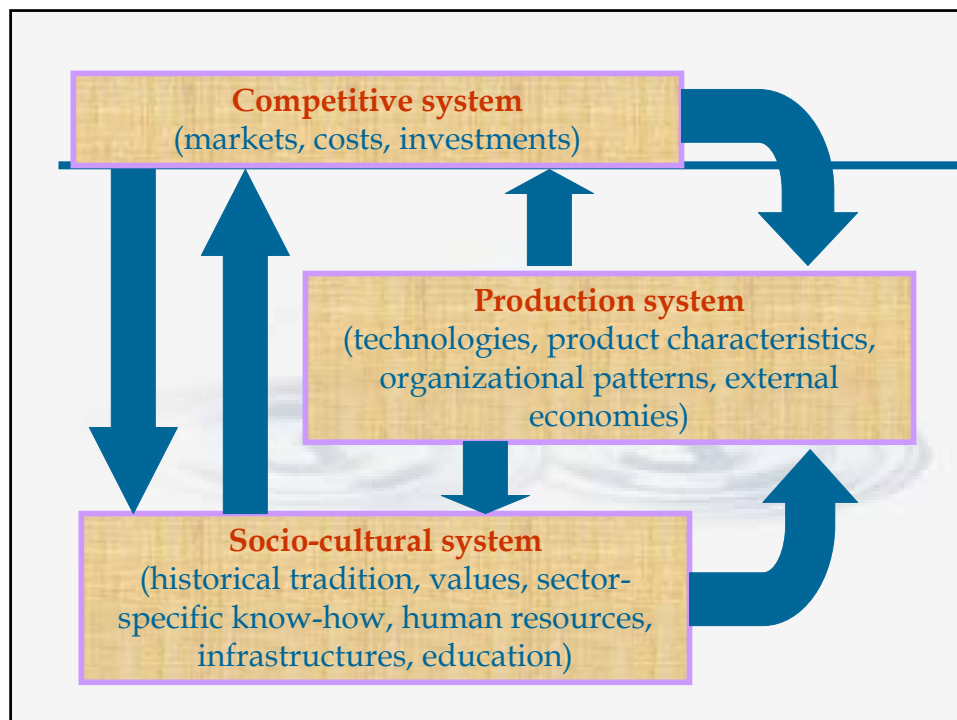 Competitive system
(markets, costs, investments)
Production system
(technologies, product characteristics,
organizational patterns, external
economies)
Socio-cultural system
(historical tradition, values, sector-
specific know-how, human resources,
infrastructures, education)